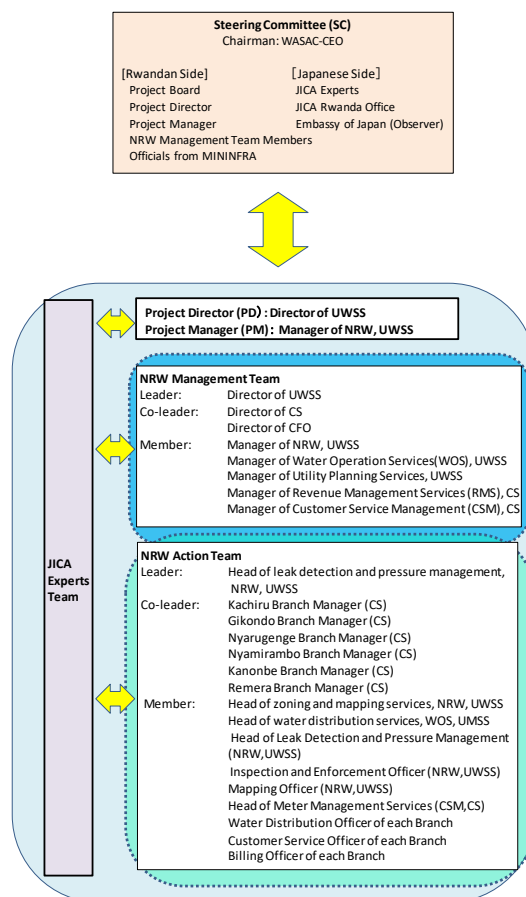 Steering Committee (SC)
Chairman: WASAC-CEO
[Rwandan Side] [Japanese Side]
Project Board JICA Experts
Project Director JICA Rwanda Office
Project Manager Embassy of Japan (Observer)
NRW Management Team Members
Officials from MININFRA
Project Director (PD): Director of UWSS
Project Manager (PM): Manager of NRW, UWSS
NRW Management Team
Leader: Director of UWSS
Co-leader: Director of CS
Director of CFO
Member: Manager of NRW, UWSS
Manager of Water Operation Services(WOS), UWSS
Manager of Utility Planning Services, UWSS
Manager of Revenue Management Services (RMS), CS
Manager of Customer Service Management (CSM), CS
JICA
Experts
Team
NRW Action Team
Leader: Head of leak detection and pressure management,
NRW, UWSS
Co-leader: Kachiru Branch Manager (CS)
Gikondo Branch Manager (CS)
Nyarugenge Branch Manager (CS)
Nyamirambo Branch Manager (CS)
Kanonbe Branch Manager (CS)
Remera Branch Manager (CS)
Member: Head of zoning and mapping services, NRW, UWSS
Head of water distribution services, WOS, UMSS
Head of Leak Detection and Pressure Management
(NRW,UWSS)
Inspection and Enforcement Officer (NRW,UWSS)
Mapping Officer (NRW,UWSS)
Head of Meter Management Services (CSM,CS)
Water Distribution Officer of each Branch
Customer Service Officer of each Branch
Billing Officer of each Branch